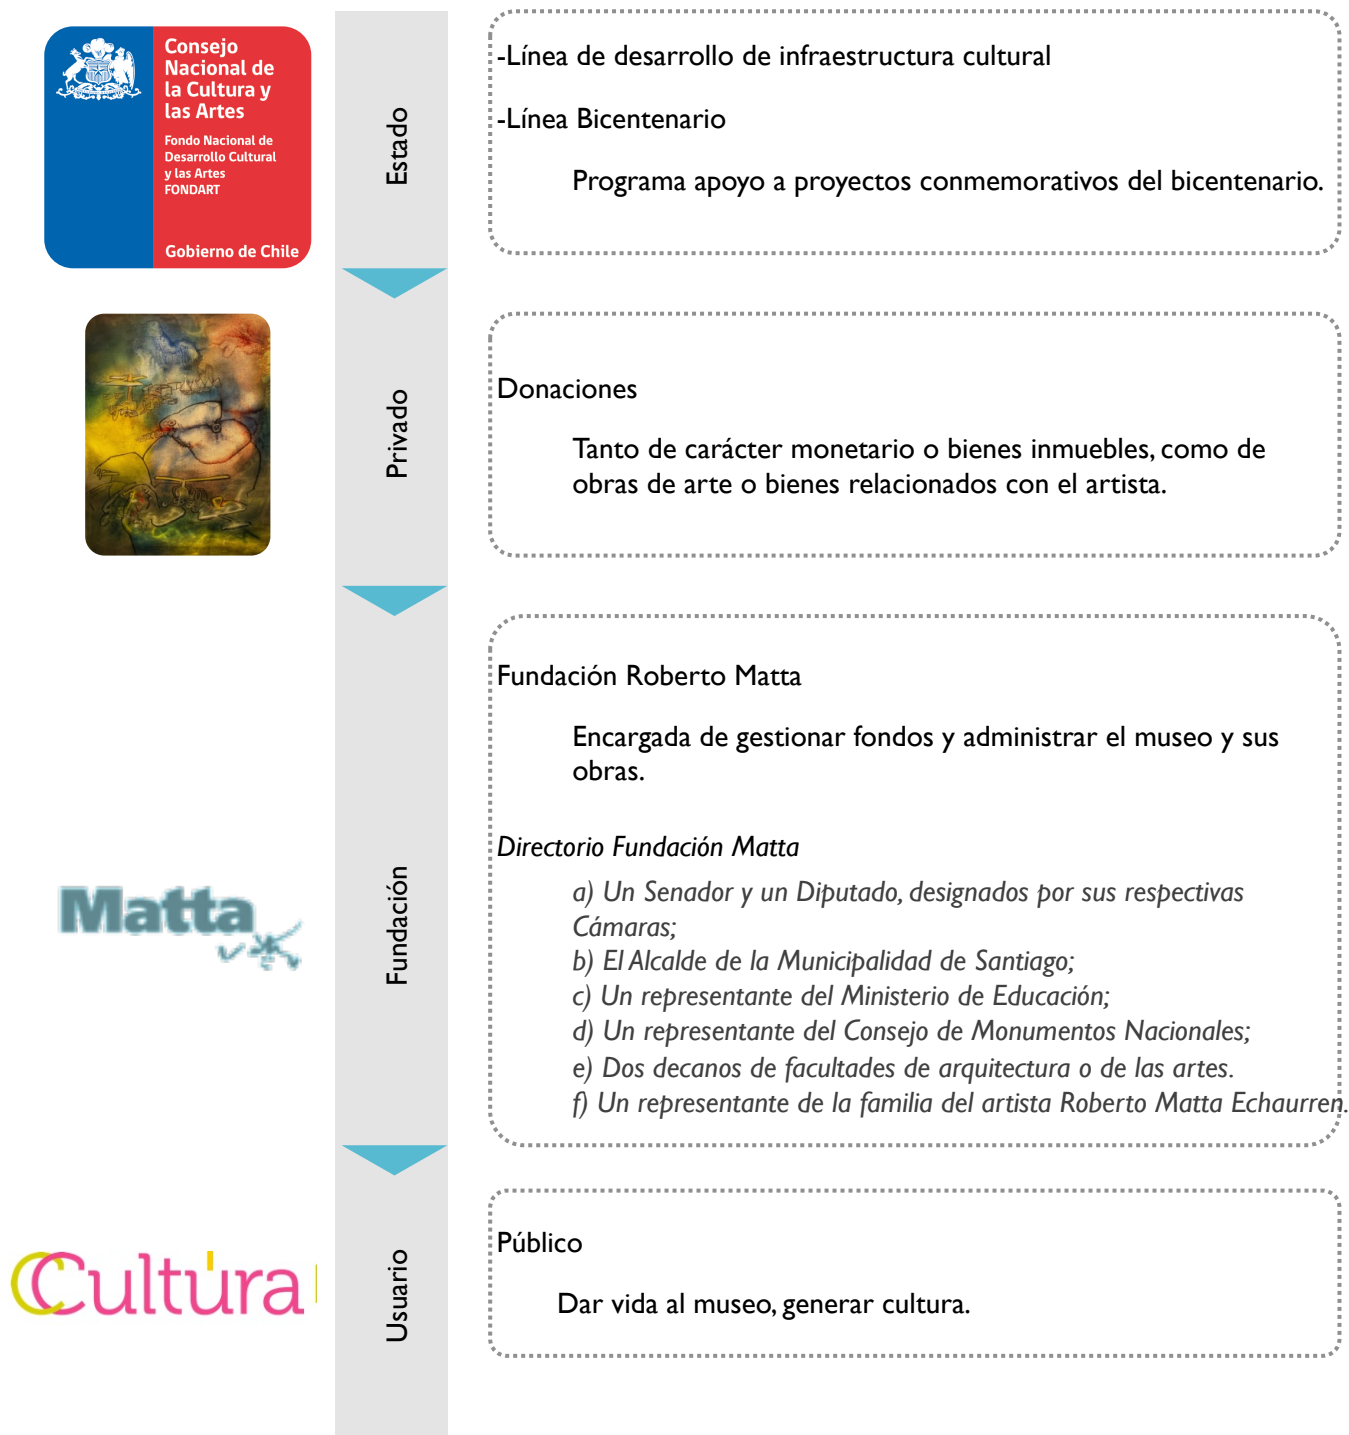 Consejo
Nacional de
la Cultura y
las Artes
Fondo Nacional de
Desarrollo Cultural
y las Artes
FONDART
Gobierno de Chile
Estado
-Línea de desarrollo de infraestructura cultural
-Línea Bicentenario
Programa apoyo a proyectos conmemorativos del bicentenario.
Privado
Donaciones
Tanto de carácter monetario o bienes inmuebles, como de
obras de arte o bienes relacionados con el artista.
Matta
Fundación
Fundación Roberto Matta
Encargada de gestionar fondos y administrar el museo y sus
obras.
Directorio Fundación Matta
a) Un Senador y un Diputado, designados por sus respectivas
Cámaras;
b) El Alcalde de la Municipalidad de Santiago;
c) Un representante del Ministerio de Educación;
d) Un representante del Consejo de Monumentos Nacionales;
e) Dos decanos de facultades de arquitectura o de las artes.
f) Un representante de la familia del artista Roberto Matta Echaurren.
CCultúra
Usuario
Público
Dar vida al museo, generar cultura.